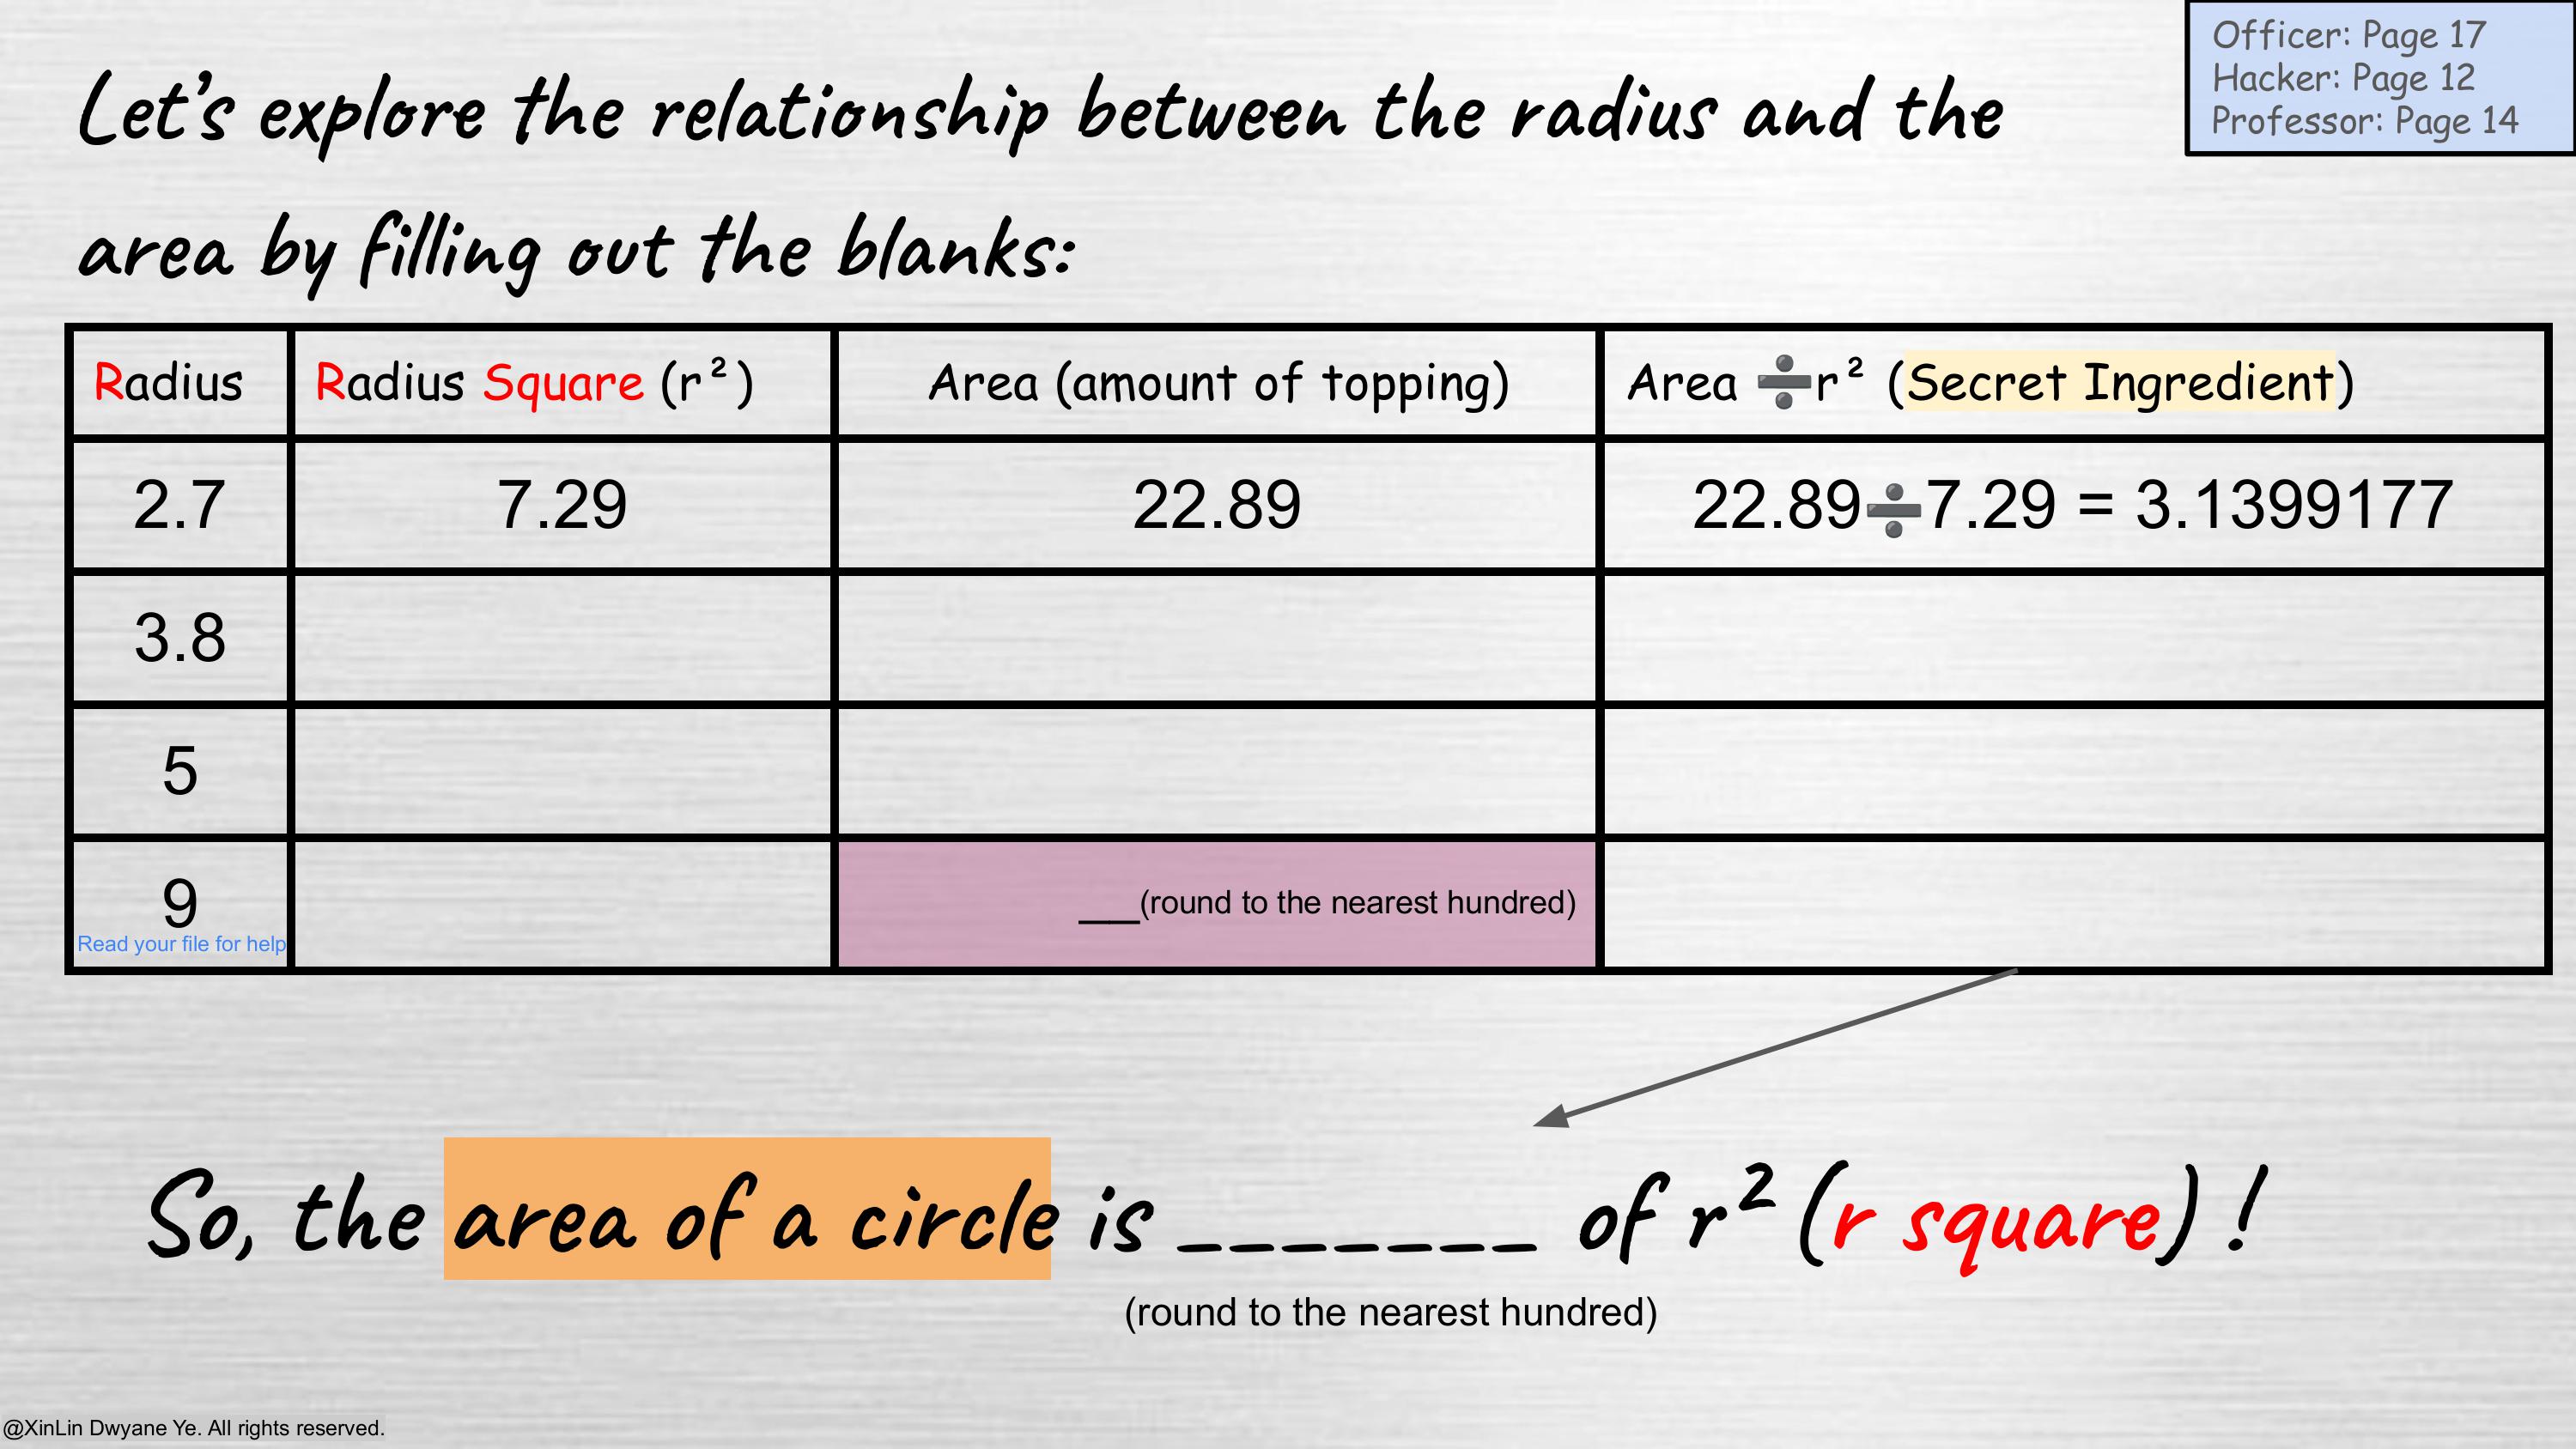 Officer: Page 17
Hacker: Page 12
Professor: Page 14
Let's explore the relationship between the radius and the
area by filling out the blanks:
Radius Radius Square (r²) Area (amount of topping) Area ➗r² (Secret Ingredient)
2.7 7.29 22.89 22.89➗7.29 = 3.1399177
3.8
5
9 ___(round to the nearest hundred)
Read your file for help
So, the area of a circle is _______ of r² (r square) !
(round to the nearest hundred)
@XinLin Dwyane Ye. All rights reserved.